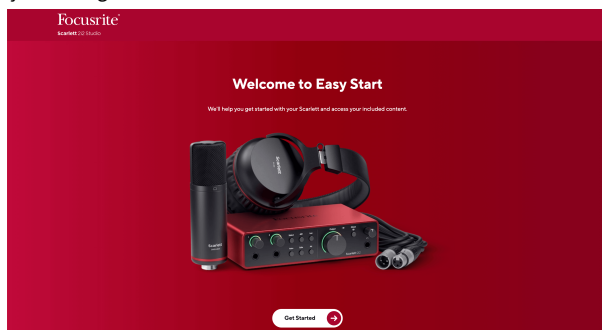 Focusrite
Scarlett 2i2 Studio
Welcome to Easy Start
We'll help you get started with your Scarlett and access your included content.
Scarlett
Get Started